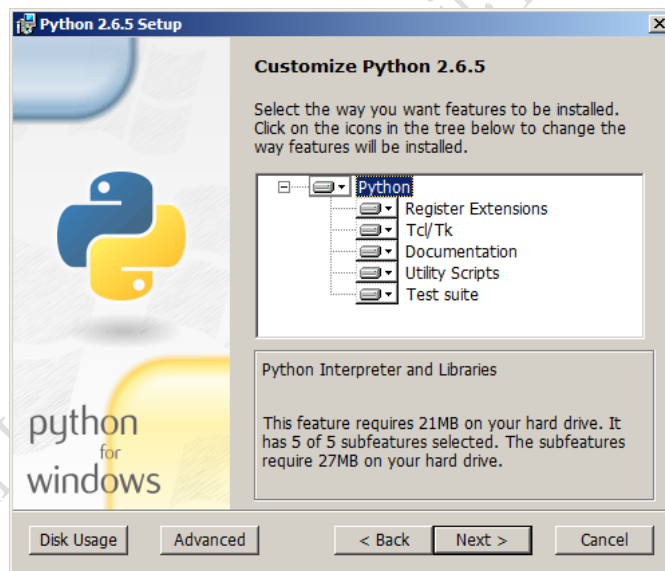 Python 2.6.5 Setup
Customize Python 2.6.5
Select the way you want features to be installed.
Click on the icons in the tree below to change the
way features will be installed.
Python
Register Extensions
Tcl/Tk
Documentation
Utility Scripts
Test suite
Python Interpreter and Libraries
This feature requires 21MB on your hard drive. It
has 5 of 5 subfeatures selected. The subfeatures
require 27MB on your hard drive.
python
for
windows
Disk Usage
Advanced
< Back
Next >
Cancel